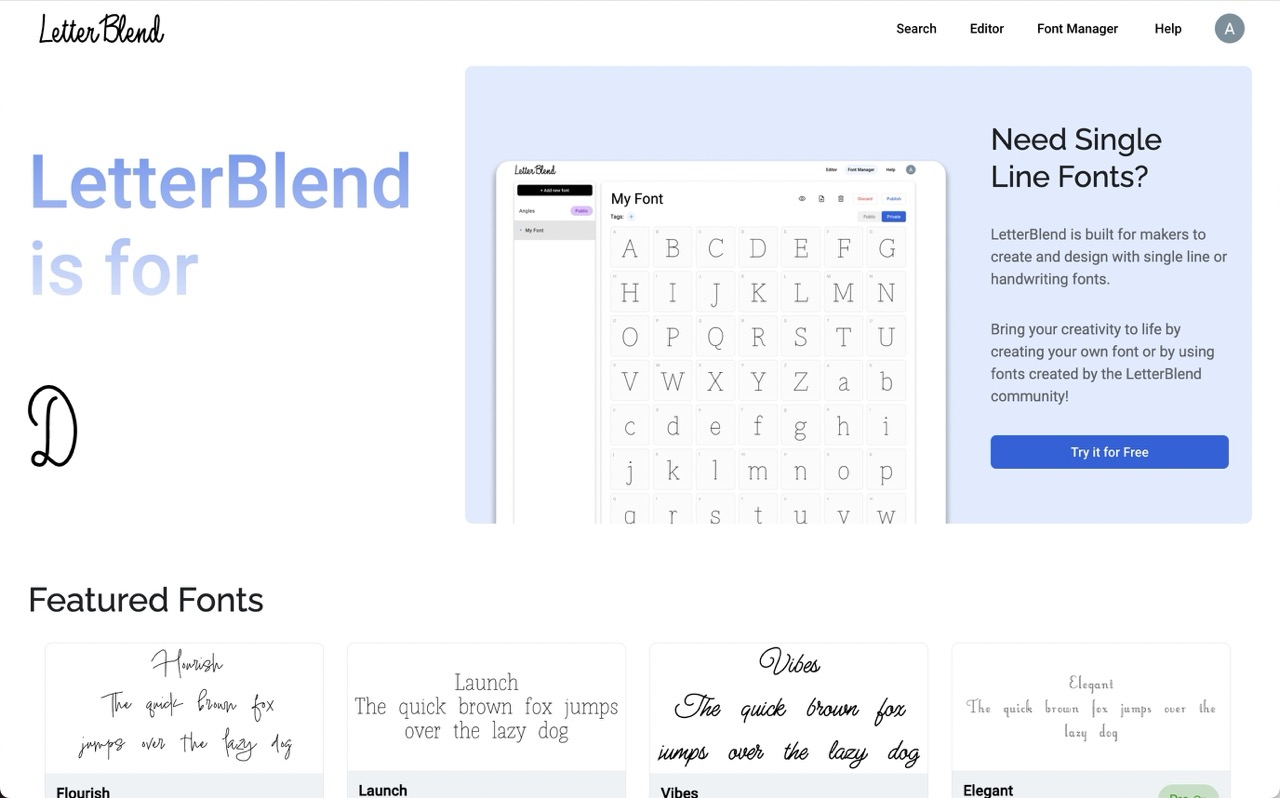 Letter Blend
Search
Editor
Font Manager
Help
A
LetterBlend
is for
D
Letter Blend
Editor
Font Manager
Help
A
+ Add new font
Angles
Public
My Font
My Font
Discard
Publish
Tags: +
Public
Private
A B C D E F G
H I J K L M N
O P Q R S T U
V W X Y Z a b
c d e f g h i
j k l m n o p
q r s t u v w
Need Single
Line Fonts?
LetterBlend is built for makers to
create and design with single line or
handwriting fonts.
Bring your creativity to life by
creating your own font or by using
fonts created by the LetterBlend
community!
Try it for Free
Featured Fonts
Flourish
The quick brown fox
jumps over the lazy dog
Flourish
Launch
The quick brown fox jumps
over the lazy dog
Launch
Vibes
The quick brown fox
jumps over the lazy dog
Vibes
Elegant
The quick brown fox jumps over the
lazy dog
Elegant